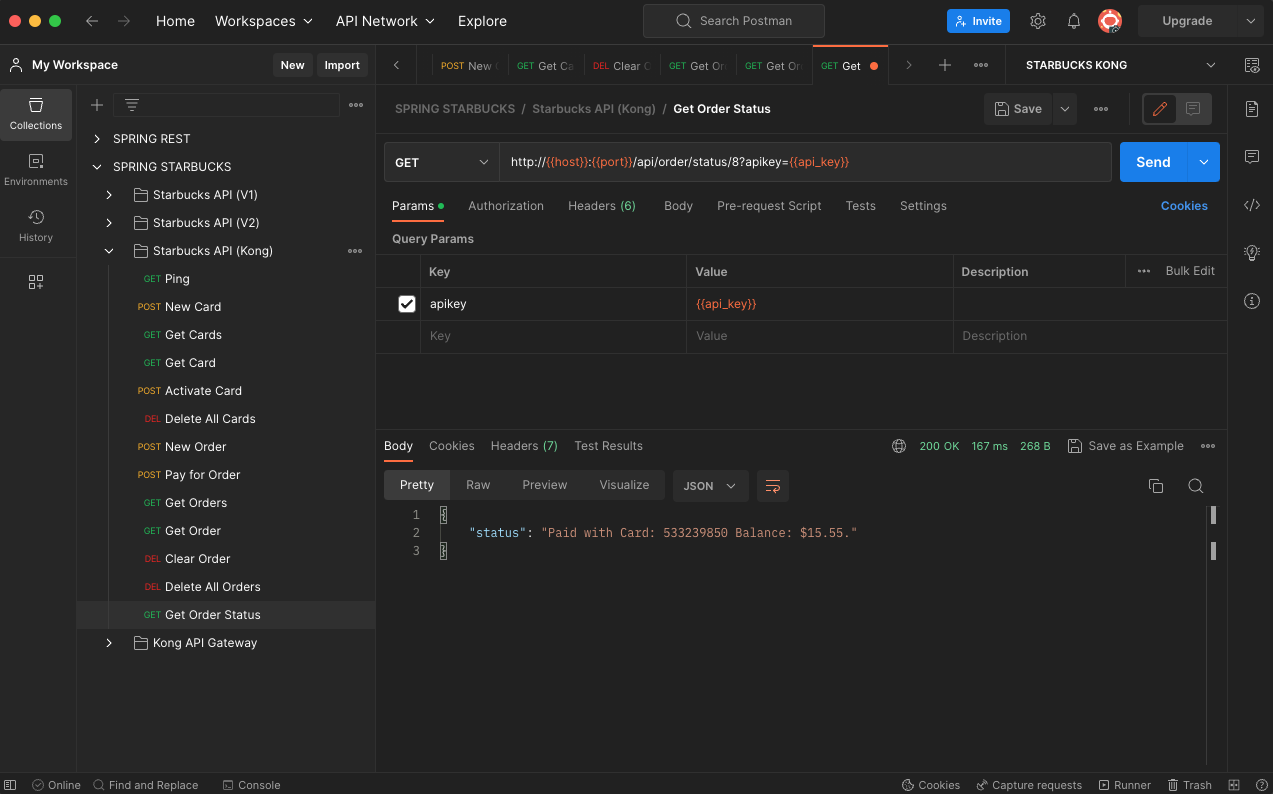 Home Workspaces API Network Explore Search Postman Invite Upgrade
My Workspace New Import POST New GET Get Ca DEL Clear GET Get Or GET Get Or GET Get STARBUCKS KONG
Collections
Environments
History
SPRING REST
SPRING STARBUCKS
Starbucks API (V1)
Starbucks API (V2)
Starbucks API (Kong)
GET Ping
POST New Card
GET Get Cards
GET Get Card
POST Activate Card
DEL Delete All Cards
POST New Order
POST Pay for Order
GET Get Orders
GET Get Order
DEL Clear Order
DEL Delete All Orders
GET Get Order Status
Kong API Gateway
SPRING STARBUCKS / Starbucks API (Kong) / Get Order Status Save
GET http://{{host}}:{{port}}/api/order/status/8?apikey={{api_key}} Send
Params Authorization Headers (6) Body Pre-request Script Tests Settings Cookies
Query Params
Key Value Description Bulk Edit
apikey {{api_key}}
Key Value Description
Body Cookies Headers (7) Test Results 200 OK 167 ms 268 B Save as Example
Pretty Raw Preview Visualize JSON
1 {
2 "status": "Paid with Card: 533239850 Balance: $15.55."
3 }
Online Find and Replace Console Cookies Capture requests Runner Trash